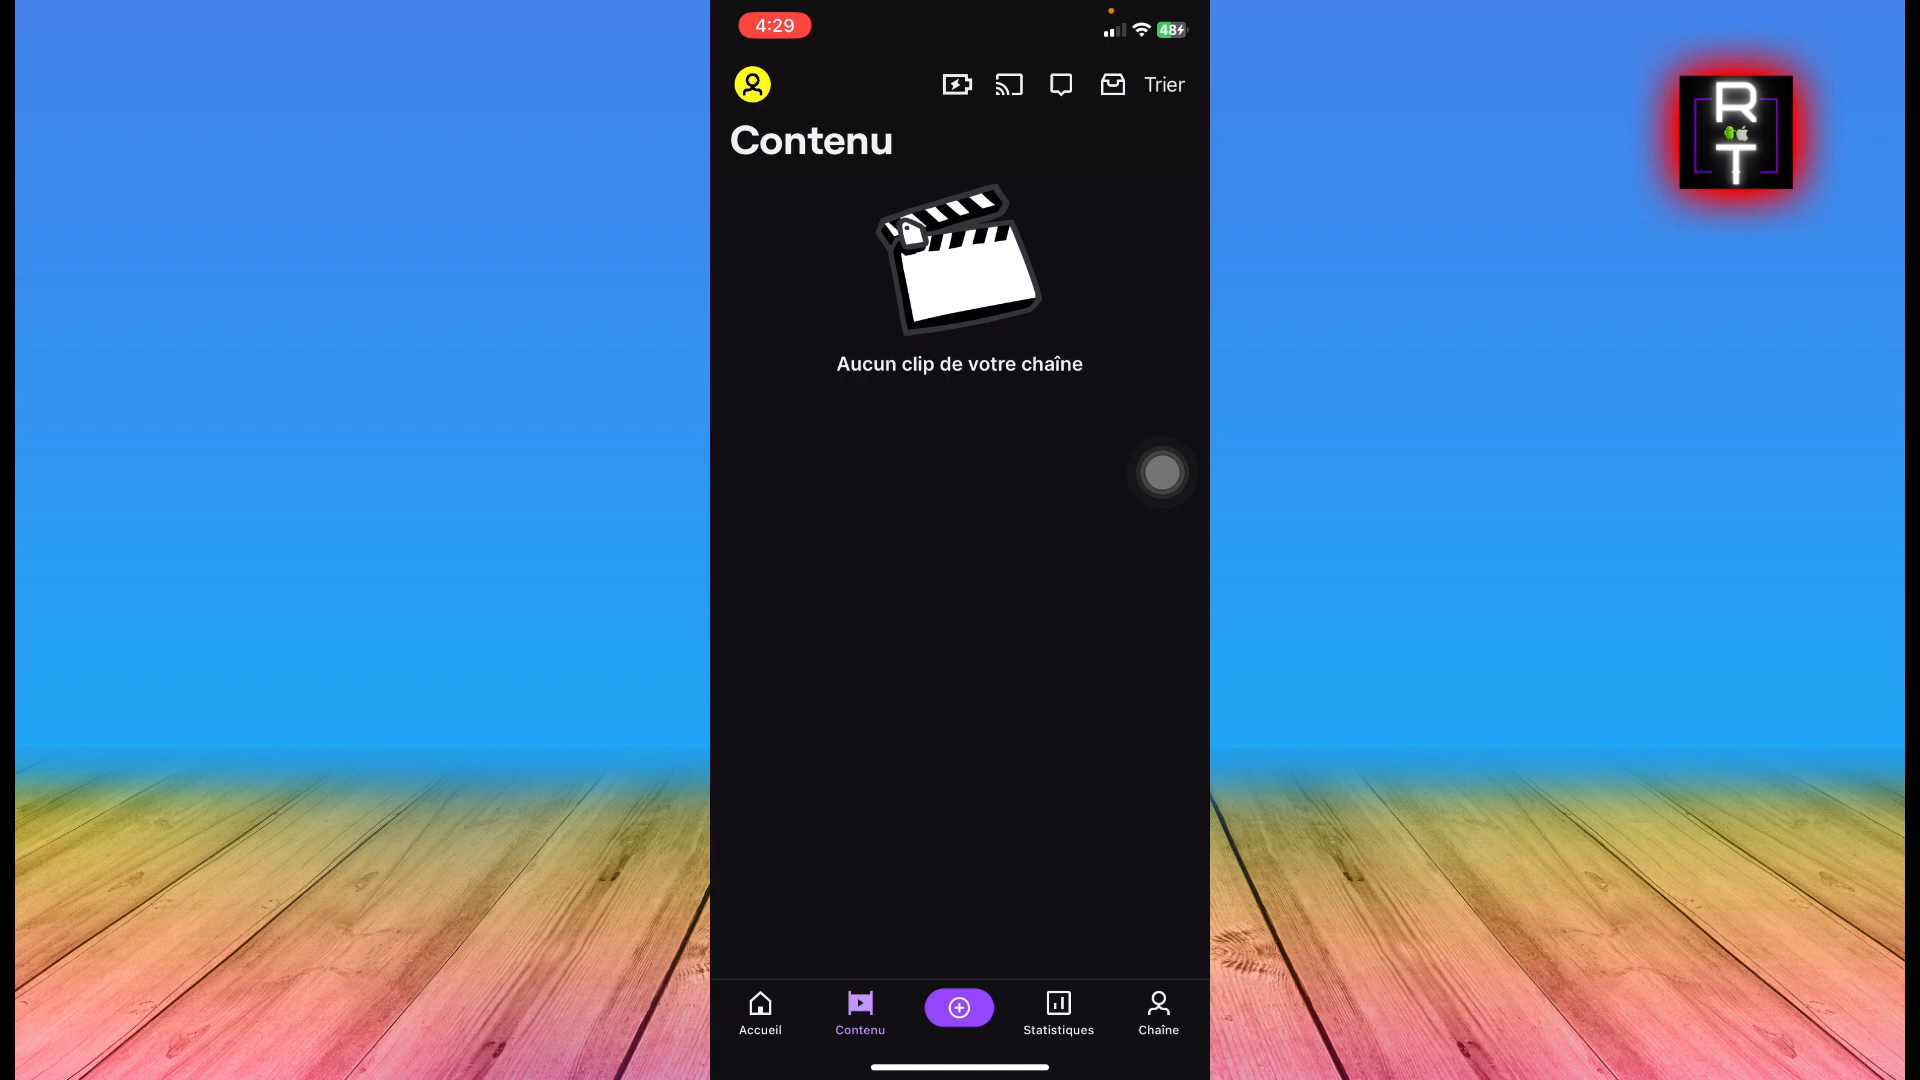 4:29
48
R
T
Trier
Contenu
Aucun clip de votre chaîne
Accueil
Contenu
Statistiques
Chaîne